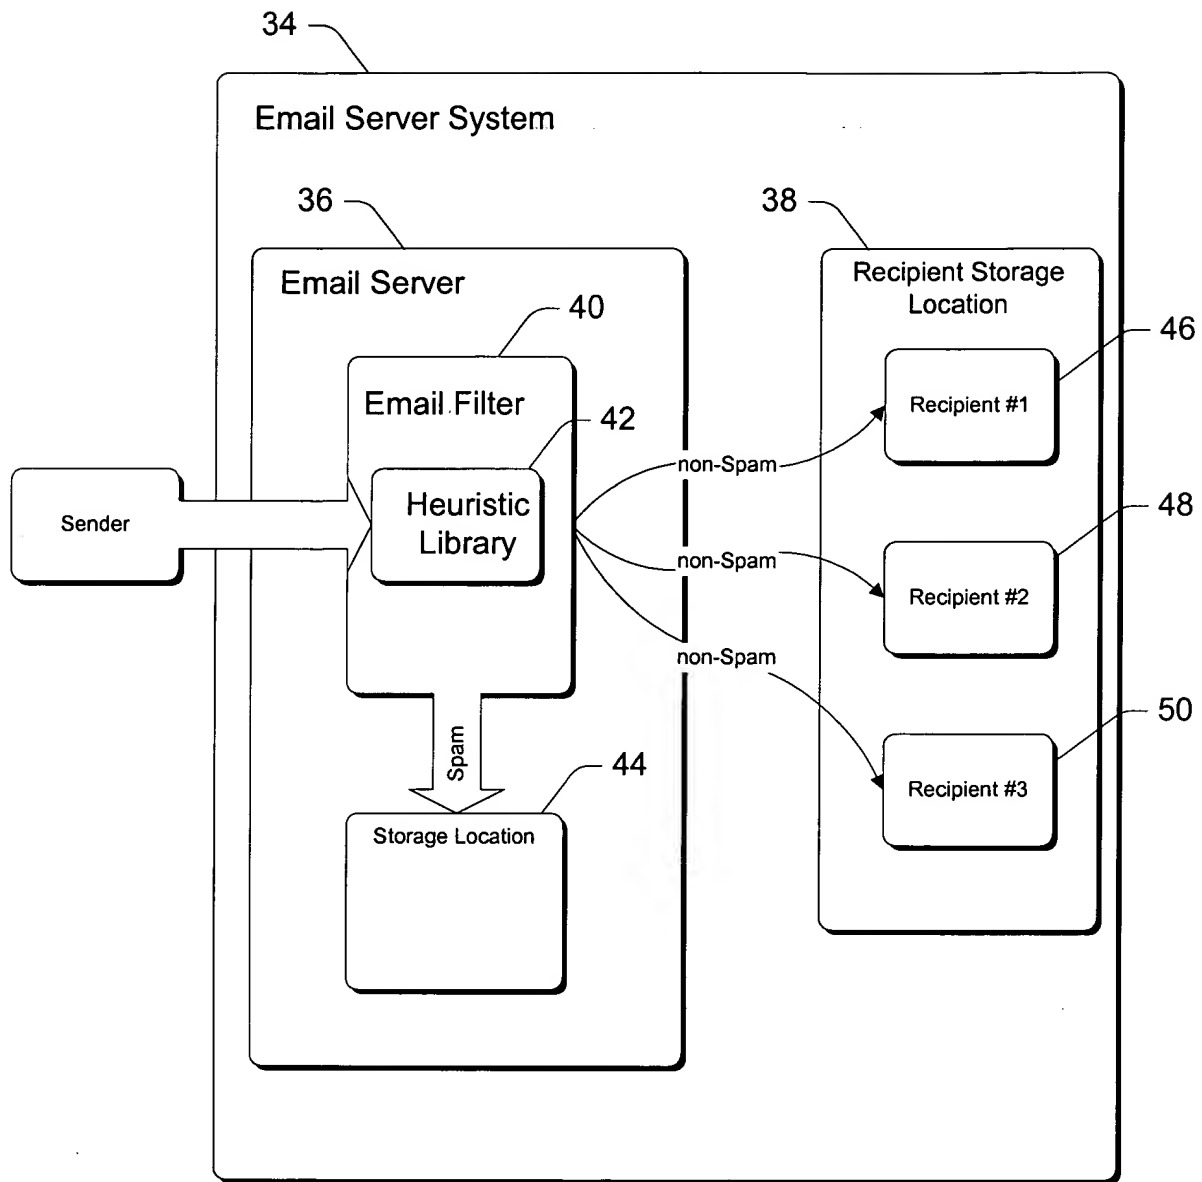 34
Email Server System
36
38
Email Server
Recipient Storage
Location
40
46
Email Filter
42
Recipient #1
non-Spam
Sender
Heuristic
Library
48
non-Spam
Recipient #2
non-Spam
50
Spam
44
Recipient #3
Storage Location